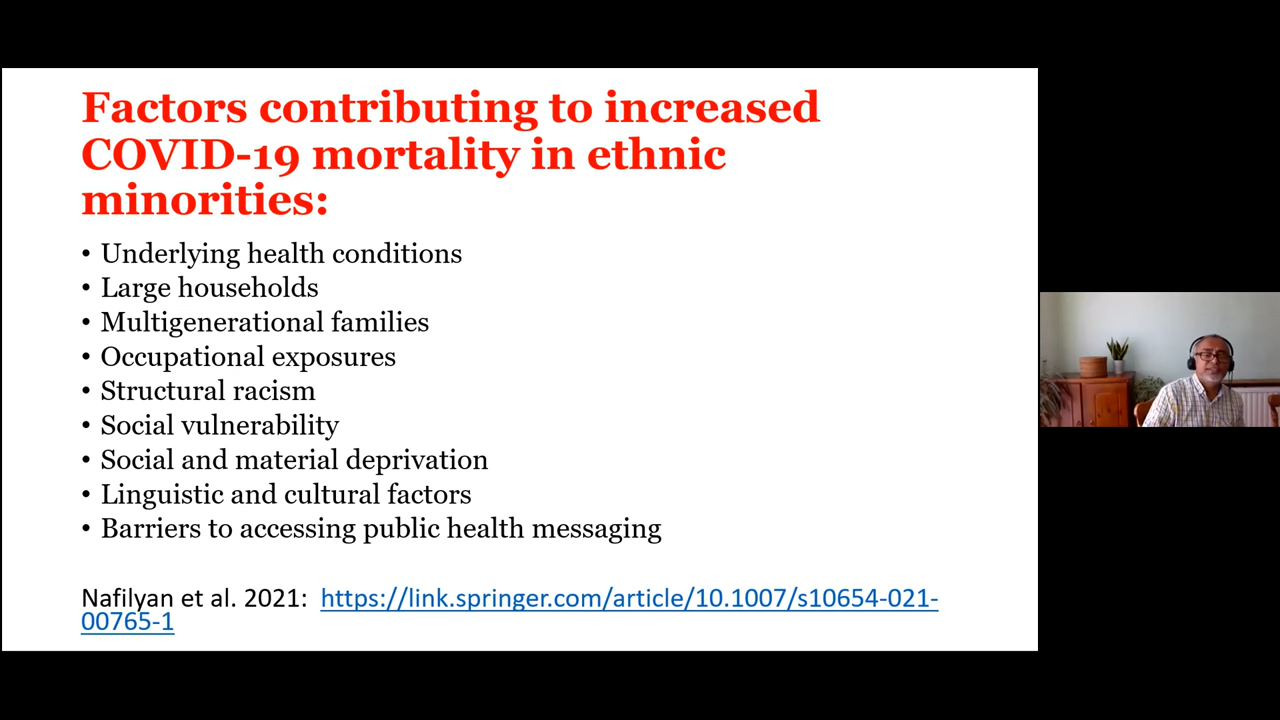 Factors contributing to increased
COVID-19 mortality in ethnic
minorities:
• Underlying health conditions
• Large households
• Multigenerational families
• Occupational exposures
• Structural racism
• Social vulnerability
• Social and material deprivation
• Linguistic and cultural factors
• Barriers to accessing public health messaging
Nafilyan et al. 2021: https://link.springer.com/article/10.1007/s10654-021-
00765-1